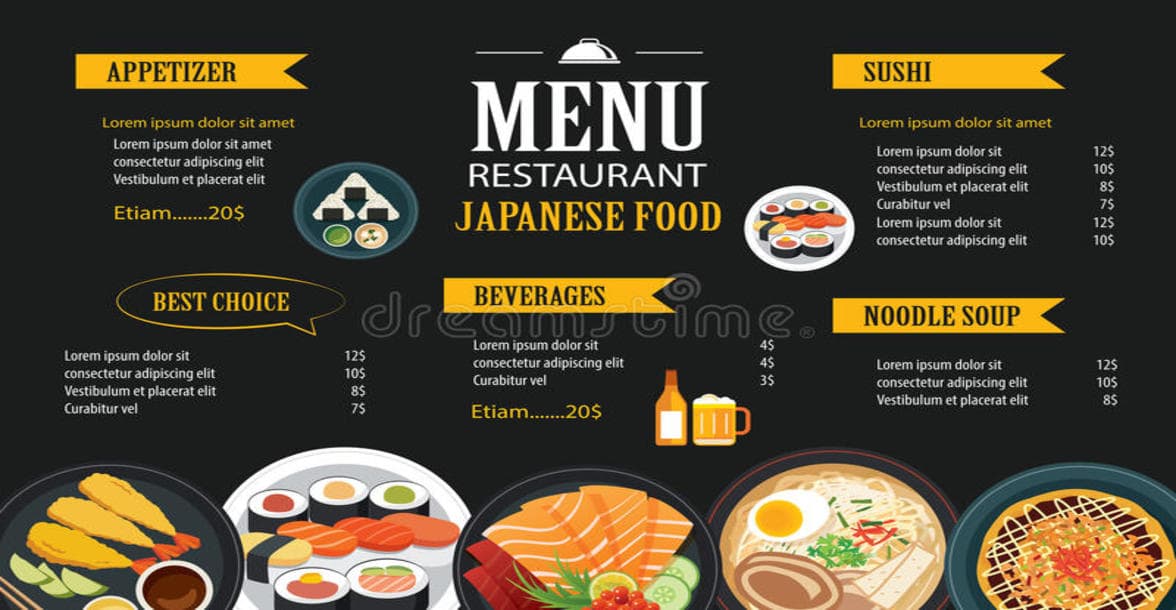 MENU
RESTAURANT
JAPANESE FOOD
APPETIZER
Lorem ipsum dolor sit amet
Lorem ipsum dolor sit amet
consectetur adipiscing elit
Vestibulum et placerat elit
Etiam.......20$
BEST CHOICE
Lorem ipsum dolor sit 12$
consectetur adipiscing elit 10$
Vestibulum et placerat elit 8$
Curabitur vel 7$
BEVERAGES
Lorem ipsum dolor sit 4$
consectetur adipiscing elit 4$
Curabitur vel 3$
Etiam.......20$
SUSHI
Lorem ipsum dolor sit amet
Lorem ipsum dolor sit 12$
consectetur adipiscing elit 10$
Vestibulum et placerat elit 8$
Curabitur vel 7$
Lorem ipsum dolor sit 12$
consectetur adipiscing elit 10$
NOODLE SOUP
Lorem ipsum dolor sit 12$
consectetur adipiscing elit 10$
Vestibulum et placerat elit 8$
dreamstime®